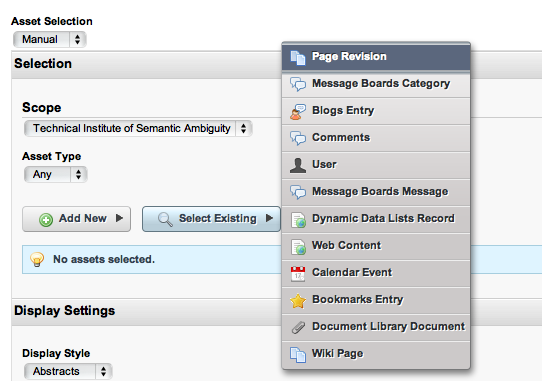 Asset Selection
Manual
Selection
Scope
Technical Institute of Semantic Ambiguity
Asset Type
Any
Add New
Select Existing
No assets selected.
Display Settings
Display Style
Abstracts
Page Revision
Message Boards Category
Blogs Entry
Comments
User
Message Boards Message
Dynamic Data Lists Record
Web Content
Calendar Event
Bookmarks Entry
Document Library Document
Wiki Page